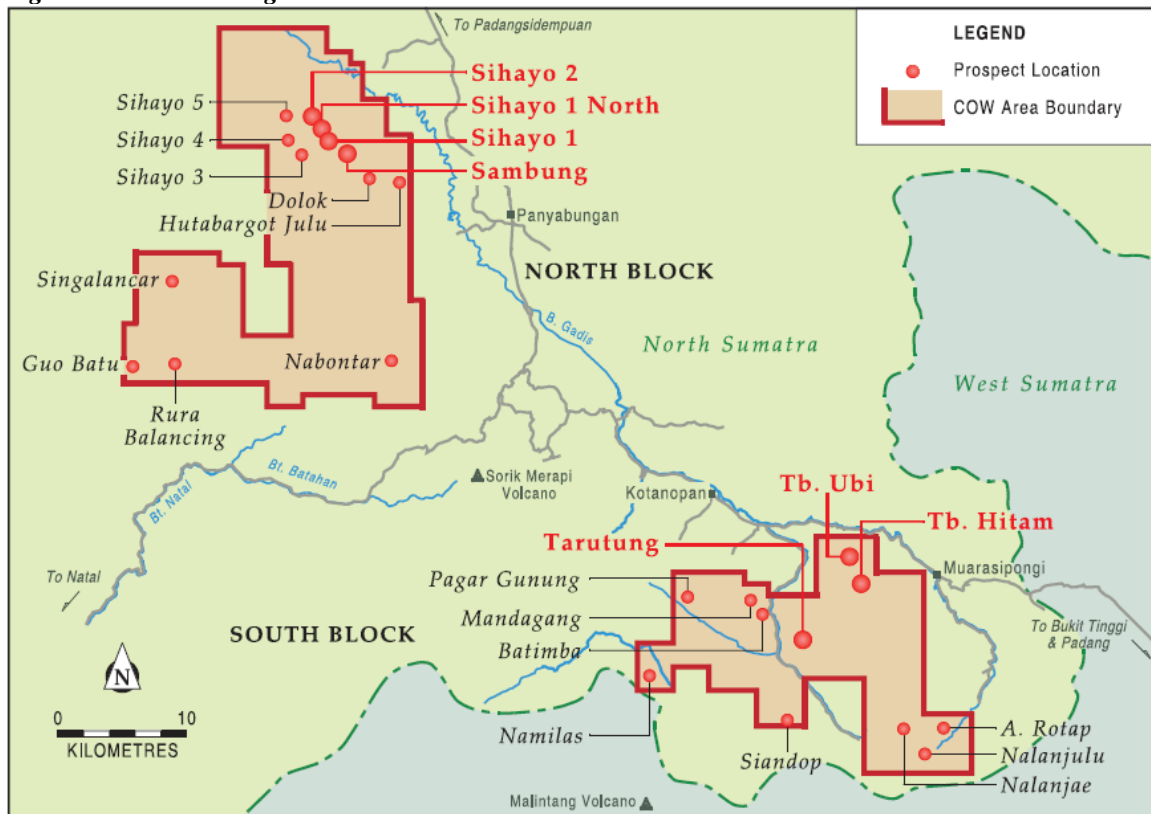 To Padangsidempuan
LEGEND
Prospect Location
COW Area Boundary
Sihayo 2
Sihayo 1 North
Sihayo 1
Sambung
Sihayo 5
Sihayo 4
Sihayo 3
Dolok
Hutabargot Julu
Panyabungan
Singalancar
NORTH BLOCK
B. Gadis
North Sumatra
West Sumatra
Guo Batu
Nabontar
Rura
Balancing
Bt. Natal
Bt. Batahan
Sorik Merapi
Volcano
Kotanopan
Tb. Ubi
Tb. Hitam
Tarutung
Muarasipongi
To Natal
Pagar Gunung
Mandagang
Batimba
SOUTH BLOCK
To Bukit Tinggi
& Padang
N
0 10
KILOMETRES
Namilas
Siandop
A. Rotap
Nalanjulu
Nalanjae
Malintang Volcano